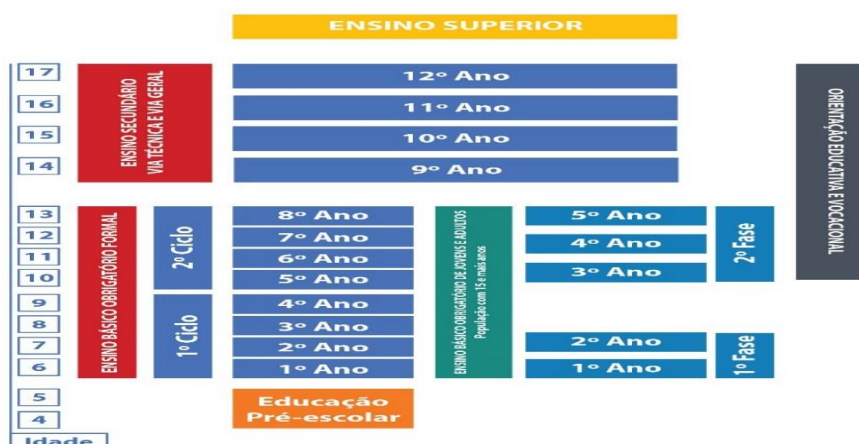 ENSINO SUPERIOR
17
16
15
14
ENSINO SECUNDÁRIO
VIA TÉCNICA E VIA GERAL
12º Ano
11º Ano
10º Ano
9º Ano
ORIENTAÇÃO EDUCATIVA E VOCACIONAL
13
12
11
10
9
8
7
6
ENSINO BÁSICO OBRIGATÓRIO FORMAL
2º Ciclo
1º Ciclo
8º Ano
7º Ano
6º Ano
5º Ano
4º Ano
3º Ano
2º Ano
1º Ano
ENSINO BÁSICO OBRIGATÓRIO DE JOVENS E ADULTOS
População com 15 e mais anos
5º Ano
4º Ano
3º Ano
2º Fase
2º Ano
1º Ano
1º Fase
5
4
Educação
Pré-escolar
Idade